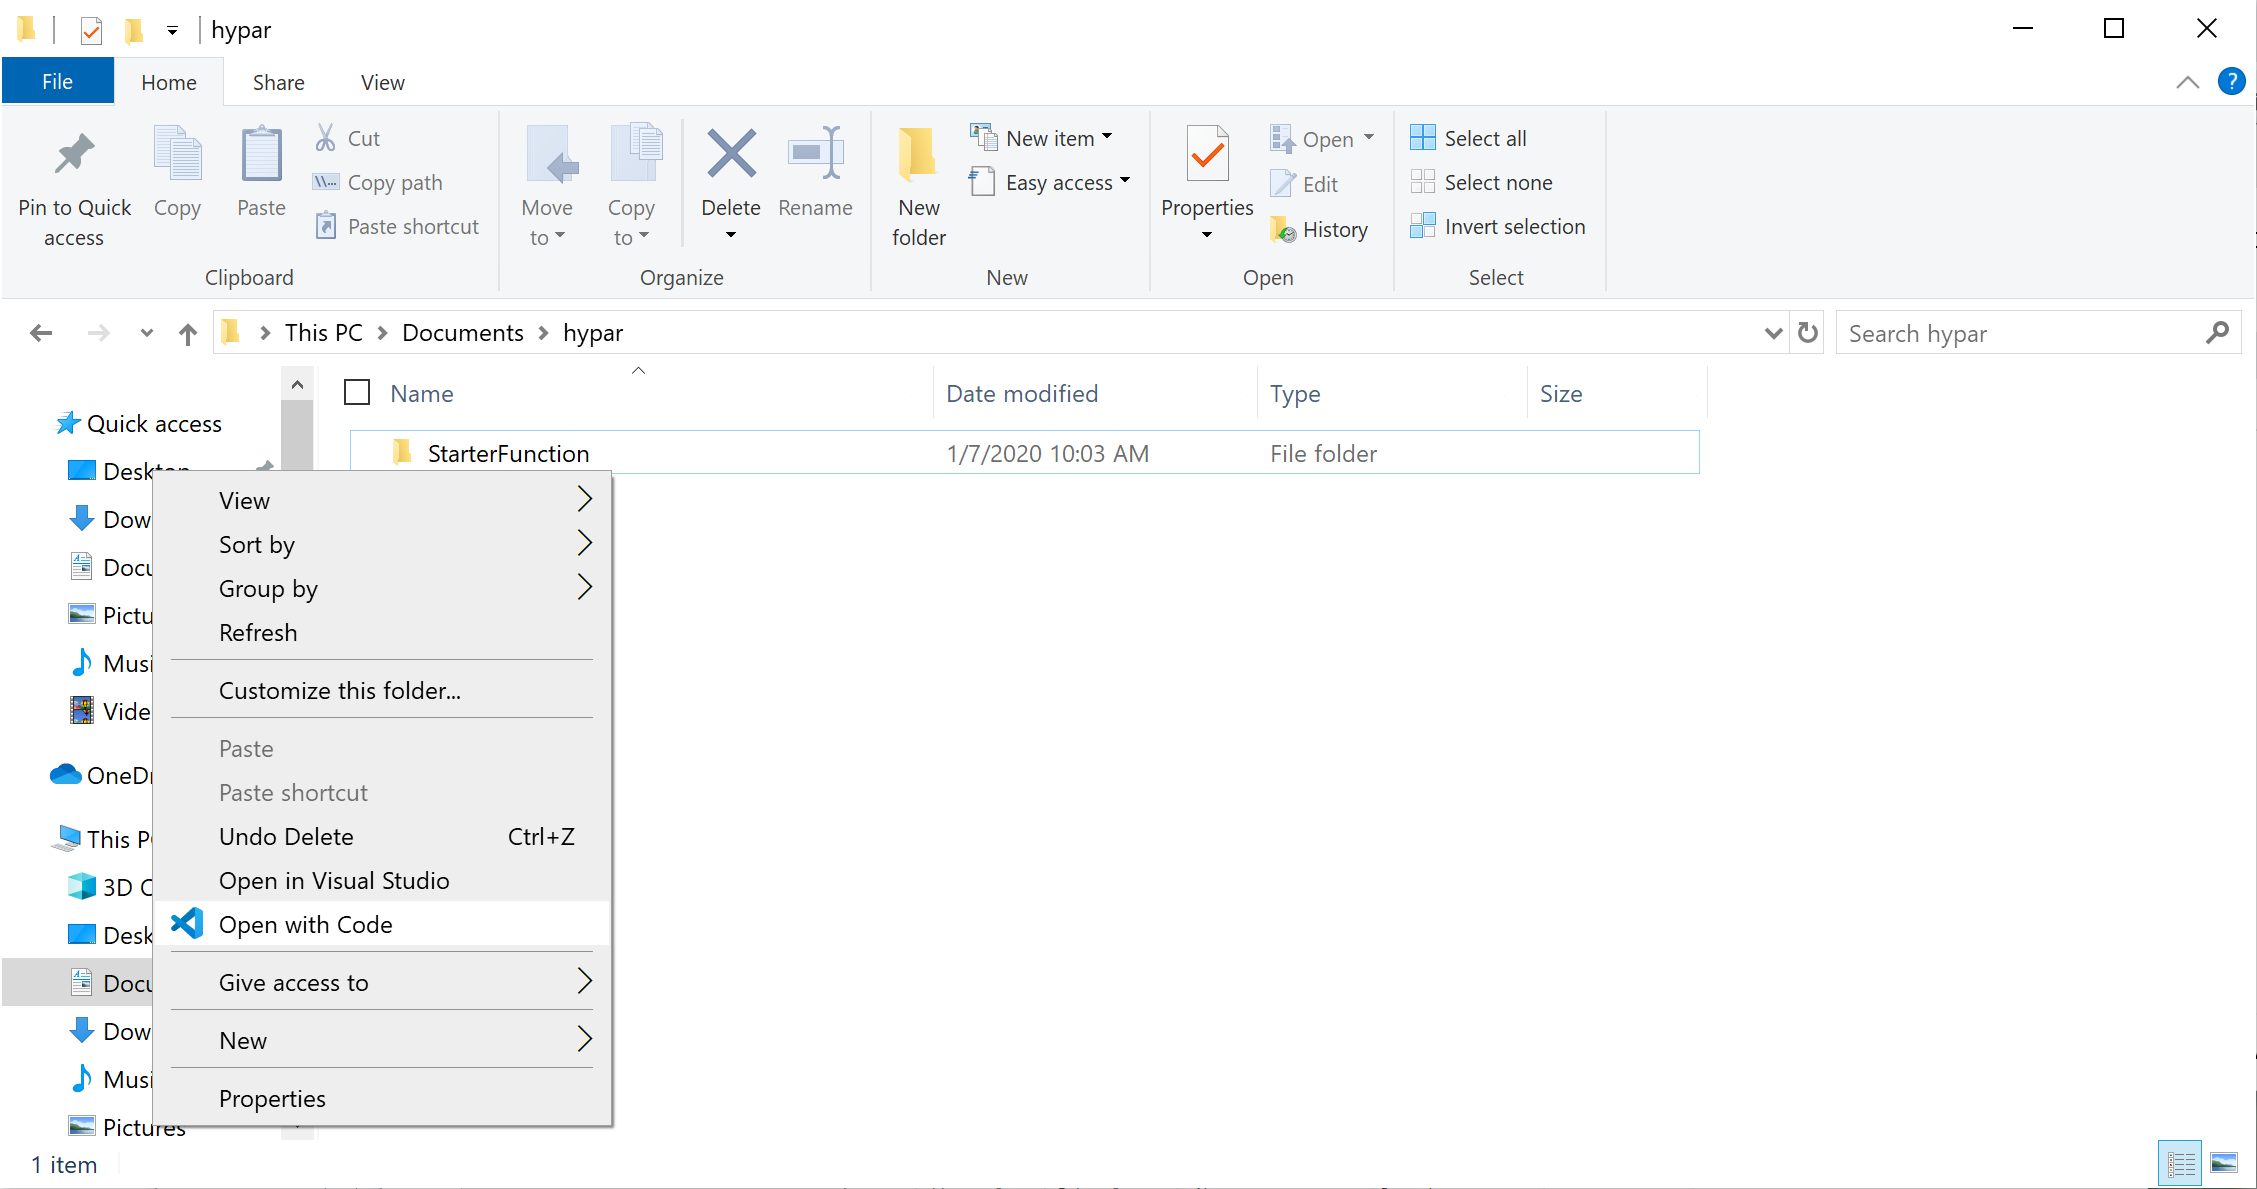 hypar
File
Home
Share
View
?
Pin to Quick
access
Copy
Paste
Cut
Copy path
Paste shortcut
Clipboard
Move
to
Copy
to
Delete
Rename
Organize
New
folder
New item
Easy access
New
Properties
Open
Edit
History
Open
Select all
Select none
Invert selection
Select
This PC
Documents
hypar
Search hypar
Name
Date modified
Type
Size
StarterFunction
1/7/2020 10:03 AM
File folder
Quick access
Desktop
Dow
Docu
Pictu
Musi
Vide
OneDr
This P
3D
Desk
Docu
Dow
Musi
Pictures
View
Sort by
Group by
Refresh
Customize this folder...
Paste
Paste shortcut
Undo Delete Ctrl+Z
Open in Visual Studio
Open with Code
Give access to
New
Properties
1 item